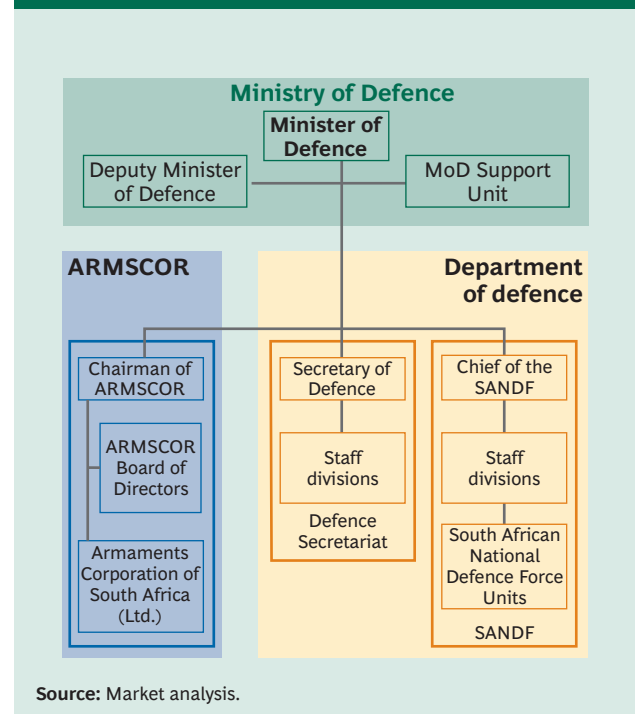 Ministry of Defence
Minister of
Defence
Deputy Minister
of Defence
MoD Support
Unit
ARMSCOR
Chairman of
ARMSCOR
ARMSCOR
Board of
Directors
Armaments
Corporation of
South Africa
(Ltd.)
Department
of defence
Secretary of
Defence
Staff
divisions
Defence
Secretariat
Chief of the
SANDF
Staff
divisions
South African
National
Defence Force
Units
SANDF
Source: Market analysis.